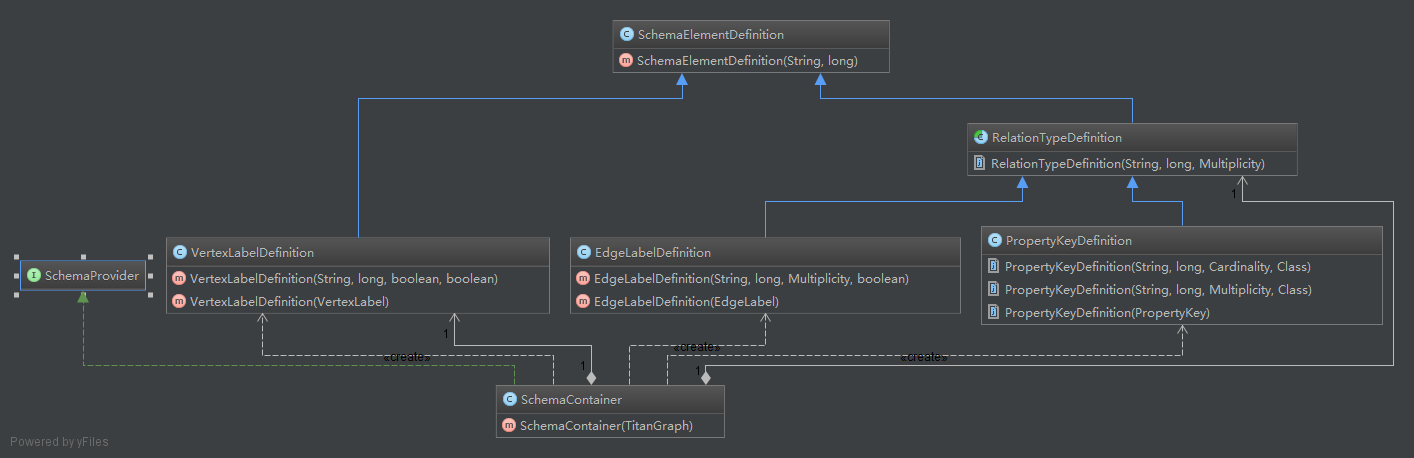 SchemaElementDefinition
SchemaElementDefinition(String, long)
RelationTypeDefinition
RelationTypeDefinition(String, long, Multiplicity)
1
SchemaProvider
VertexLabelDefinition
VertexLabelDefinition(String, long, boolean, boolean)
VertexLabelDefinition(VertexLabel)
EdgeLabelDefinition
EdgeLabelDefinition(String, long, Multiplicity, boolean)
EdgeLabelDefinition(EdgeLabel)
PropertyKeyDefinition
PropertyKeyDefinition(String, long, Cardinality, Class)
PropertyKeyDefinition(String, long, Multiplicity, Class)
PropertyKeyDefinition(PropertyKey)
1
«create»
«create»
«create»
1
1
SchemaContainer
SchemaContainer(TitanGraph)
Powered by yFiles